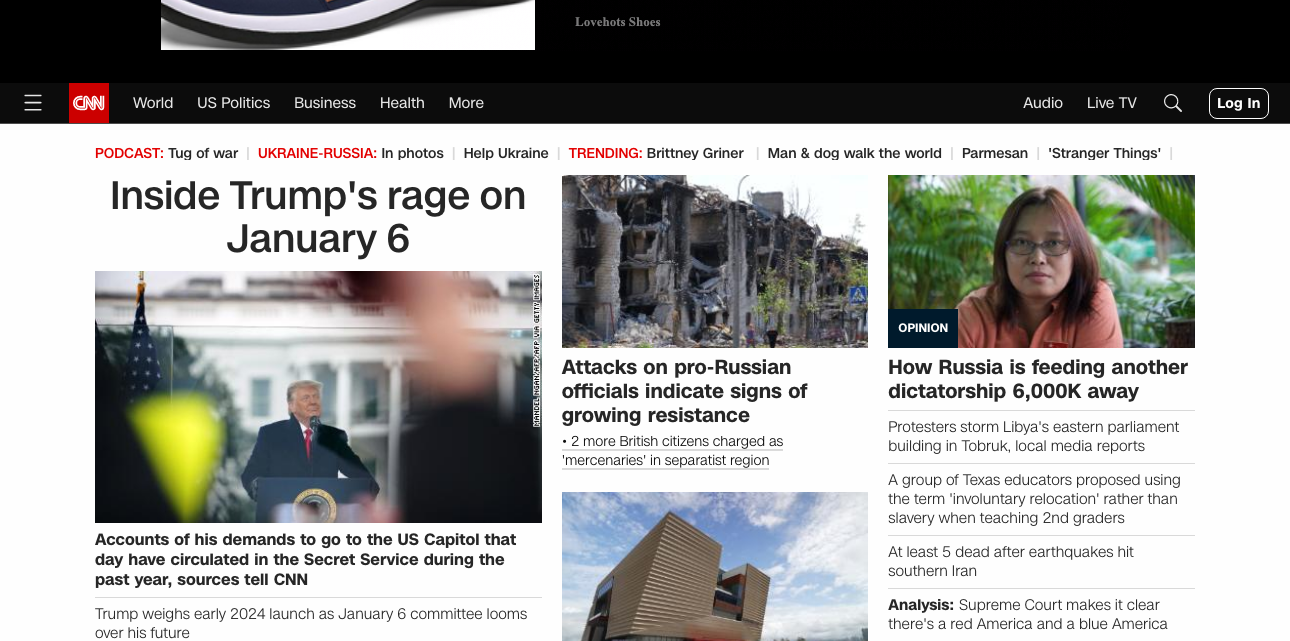 Lovehots Shoes
CNN World US Politics Business Health More Audio Live TV Log In
PODCAST: Tug of war | UKRAINE-RUSSIA: In photos | Help Ukraine | TRENDING: Brittney Griner | Man & dog walk the world | Parmesan | 'Stranger Things' |
Inside Trump's rage on
January 6
MANDEL NGAN/AFP/AFP VIA GETTY IMAGES
Accounts of his demands to go to the US Capitol that
day have circulated in the Secret Service during the
past year, sources tell CNN
Trump weighs early 2024 launch as January 6 committee looms
over his future
Attacks on pro-Russian
officials indicate signs of
growing resistance
• 2 more British citizens charged as
'mercenaries' in separatist region
OPINION
How Russia is feeding another
dictatorship 6,000K away
Protesters storm Libya's eastern parliament
building in Tobruk, local media reports
A group of Texas educators proposed using
the term 'involuntary relocation' rather than
slavery when teaching 2nd graders
At least 5 dead after earthquakes hit
southern Iran
Analysis: Supreme Court makes it clear
there's a red America and a blue America